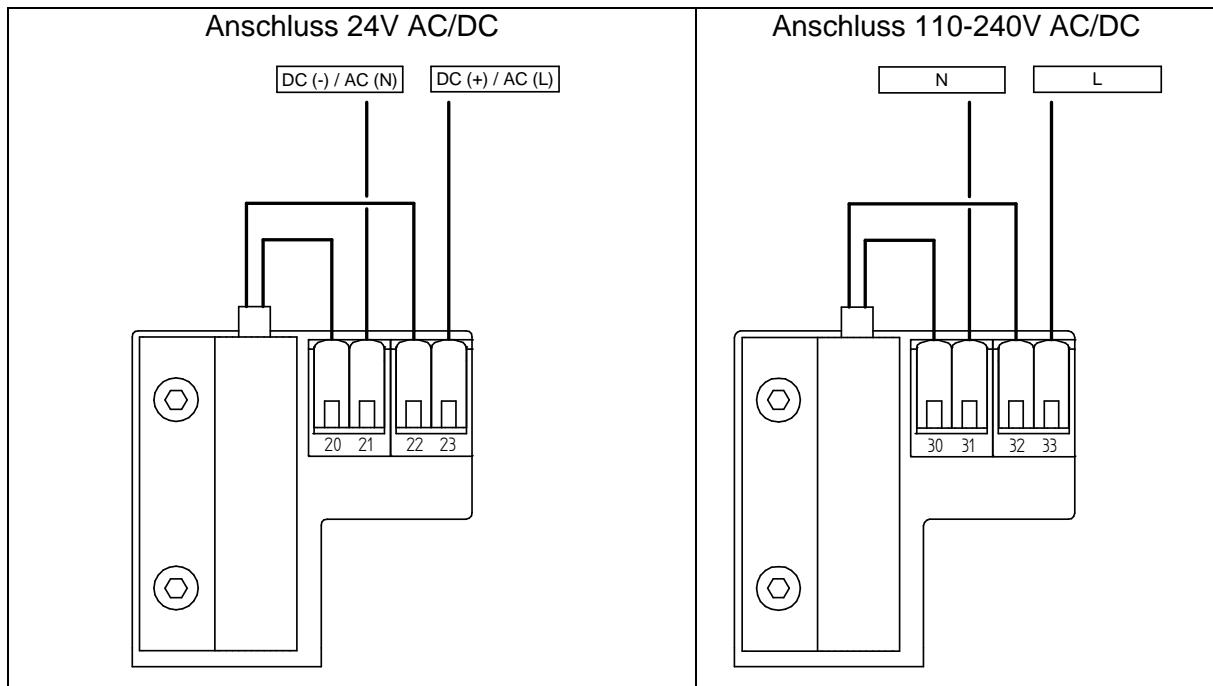 Anschluss 24V AC/DC
DC (-) / AC (N) DC (+) / AC (L)
20 21 22 23
Anschluss 110-240V AC/DC
N L
30 31 32 33